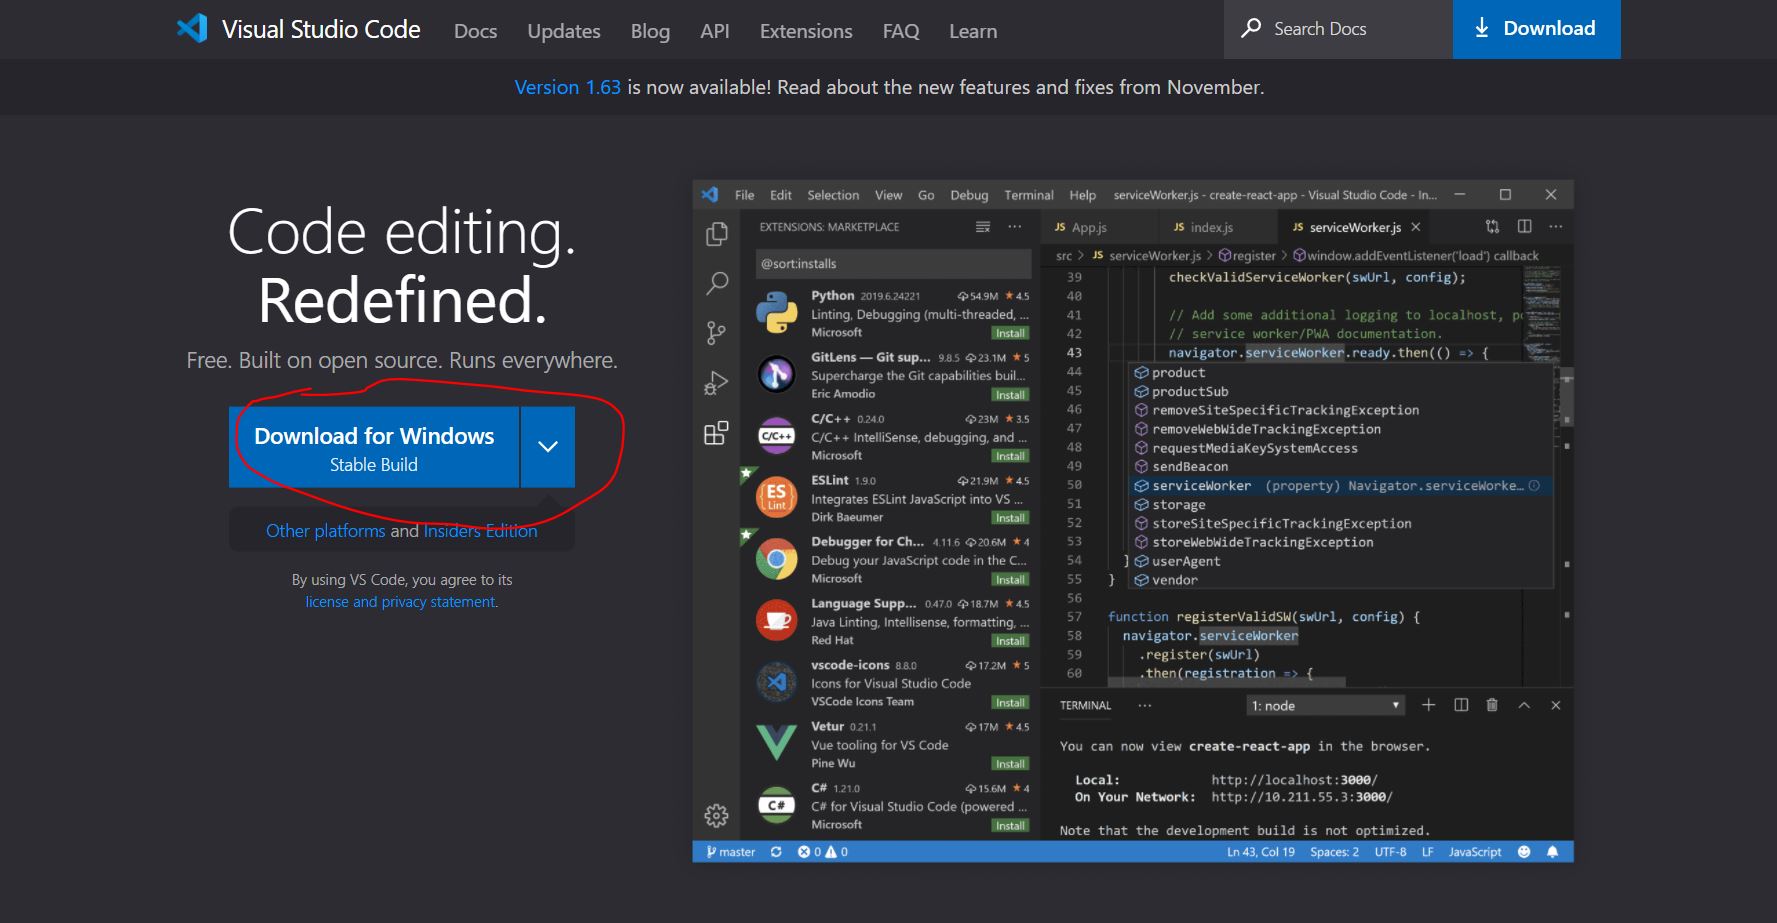 Visual Studio Code Docs Updates Blog API Extensions FAQ Learn Search Docs Download
Version 1.63 is now available! Read about the new features and fixes from November.
Code editing.
Redefined.
Free. Built on open source. Runs everywhere.
Download for Windows
Stable Build
Other platforms and Insiders Edition
By using VS Code, you agree to its
license and privacy statement.
File Edit Selection View Go Debug Terminal Help serviceWorker.js - create-react-app - Visual Studio Code - In...
EXTENSIONS: MARKETPLACE
@sort:installs
Python 2019.6.24221 54.9M 4.5
Linting, Debugging (multi-threaded, ...
Microsoft Install
GitLens — Git sup... 9.8.5 23.1M 5
Supercharge the Git capabilities buil...
Eric Amodio Install
C/C++ 0.24.0 23M 3.5
C/C++
C/C++ IntelliSense, debugging, and ...
Microsoft Install
ESLint 1.9.0 21.9M 4.5
ES
Lint
Integrates ESLint JavaScript into VS ...
Dirk Baeumer Install
Debugger for Ch... 4.11.6 20.6M 4
Debug your JavaScript code in the C...
Microsoft Install
Language Supp... 0.47.0 18.7M 4.5
Java Linting, Intellisense, formatting, ...
Red Hat Install
vscode-icons 8.8.0 17.2M 5
Icons for Visual Studio Code
VSCode Icons Team Install
Vetur 0.21.1 17M 4.5
Vue tooling for VS Code
Pine Wu Install
C# 1.21.0 15.6M 4
C#
C# for Visual Studio Code (powered ...
Microsoft Install
JS App.js JS index.js JS serviceWorker.js
src > JS serviceWorker.js > register > window.addEventListener('load') callback
39 checkValidServiceWorker(swUrl, config);
40
41 // Add some additional logging to localhost, po
42 // service worker/PWA documentation.
43 navigator.serviceWorker.ready.then(() => {
44 product
45 productSub
46 removeSiteSpecificTrackingException
47 removeWebWideTrackingException
48 requestMediaKeySystemAccess
49 sendBeacon
50 serviceWorker (property) Navigator.serviceWorke...
51 storage
52 storeSiteSpecificTrackingException
53 storeWebWideTrackingException
54 } userAgent
55 } vendor
56
57 function registerValidSW(swUrl, config) {
58 navigator.serviceWorker
59 .register(swUrl)
60 .then(registration => {
TERMINAL ... 1: node
You can now view create-react-app in the browser.
Local: http://localhost:3000/
On Your Network: http://10.211.55.3:3000/
Note that the development build is not optimized.
master 0 0 Ln 43, Col 19 Spaces: 2 UTF-8 LF JavaScript